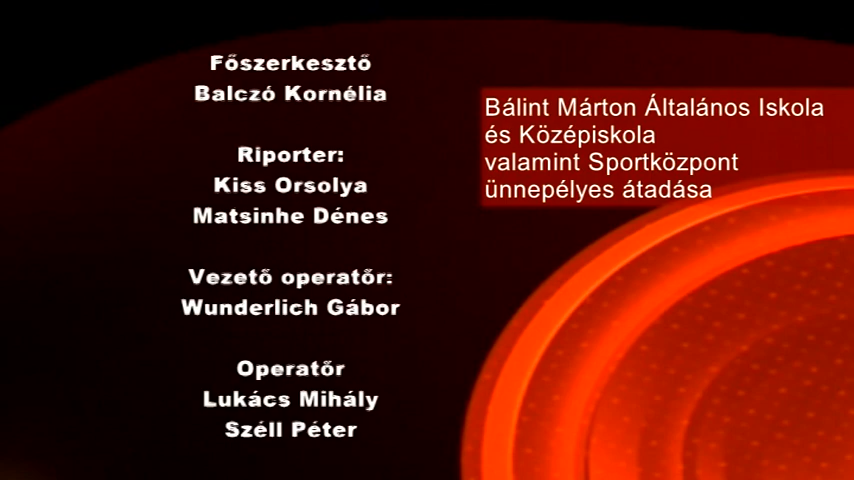 Főszerkesztő
Balczó Kornélia
Riporter:
Kiss Orsolya
Matsinhe Dénes
Vezető operatőr:
Wunderlich Gábor
Operatőr
Lukács Mihály
Széll Péter
Bálint Márton Általános Iskola
és Középiskola
valamint Sportközpont
ünnepélyes átadása